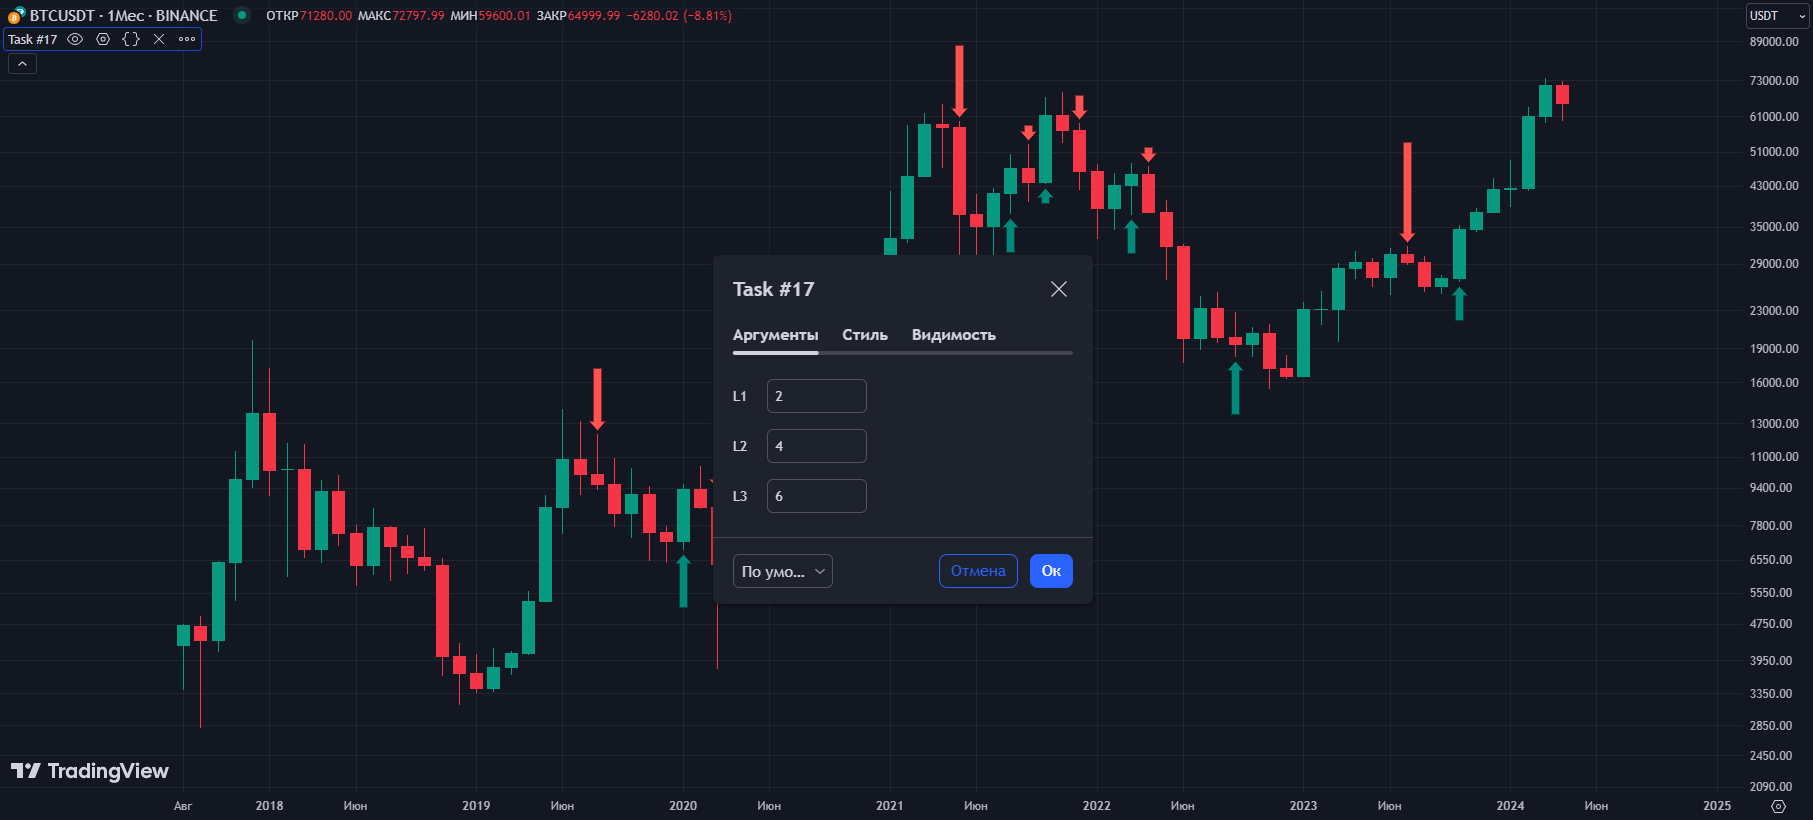 BTCUSDT · 1Мес · BINANCE ОТКР71280.00 МАКС72797.99 МИН59600.01 ЗАКР64999.99 −6280.02 (−8.81%)
USDT
Task #17
89000.00
73000.00
61000.00
51000.00
43000.00
35000.00
29000.00
23000.00
19000.00
16000.00
13000.00
11000.00
9400.00
7800.00
6550.00
5550.00
4750.00
3950.00
3350.00
2850.00
2450.00
2090.00
Task #17
Аргументы Стиль Видимость
L1 2
L2 4
L3 6
По умо... Отмена Ок
TradingView
Авг 2018 Июн 2019 Июн 2020 Июн 2021 Июн 2022 Июн 2023 Июн 2024 Июн 2025